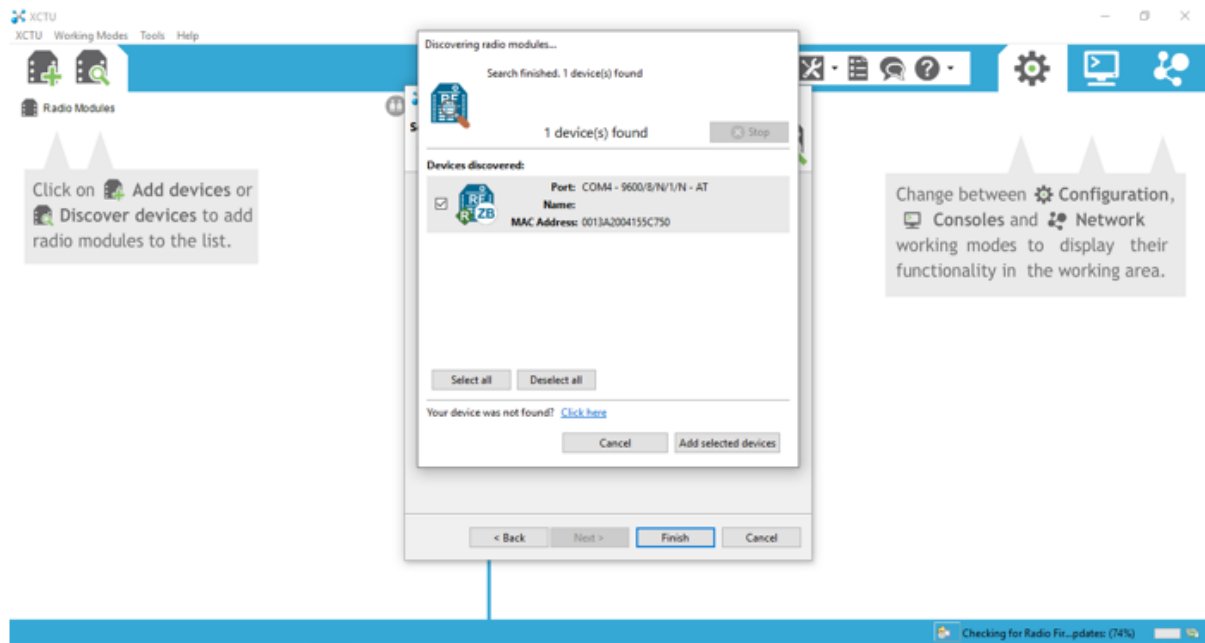 XCTU
XCTU Working Modes Tools Help
Radio Modules
Click on Add devices or
Discover devices to add
radio modules to the list.
Discovering radio modules...
Search finished. 1 device(s) found
1 device(s) found
Stop
Devices discovered:
Port: COM4 - 9600/8/N/1/N - AT
Name:
MAC Address: 0013A2004155C750
Select all Deselect all
Your device was not found? Click here
Cancel Add selected devices
< Back Next > Finish Cancel
Change between Configuration,
Consoles and Network
working modes to display their
functionality in the working area.
Checking for Radio Fir...pdates: (74%)